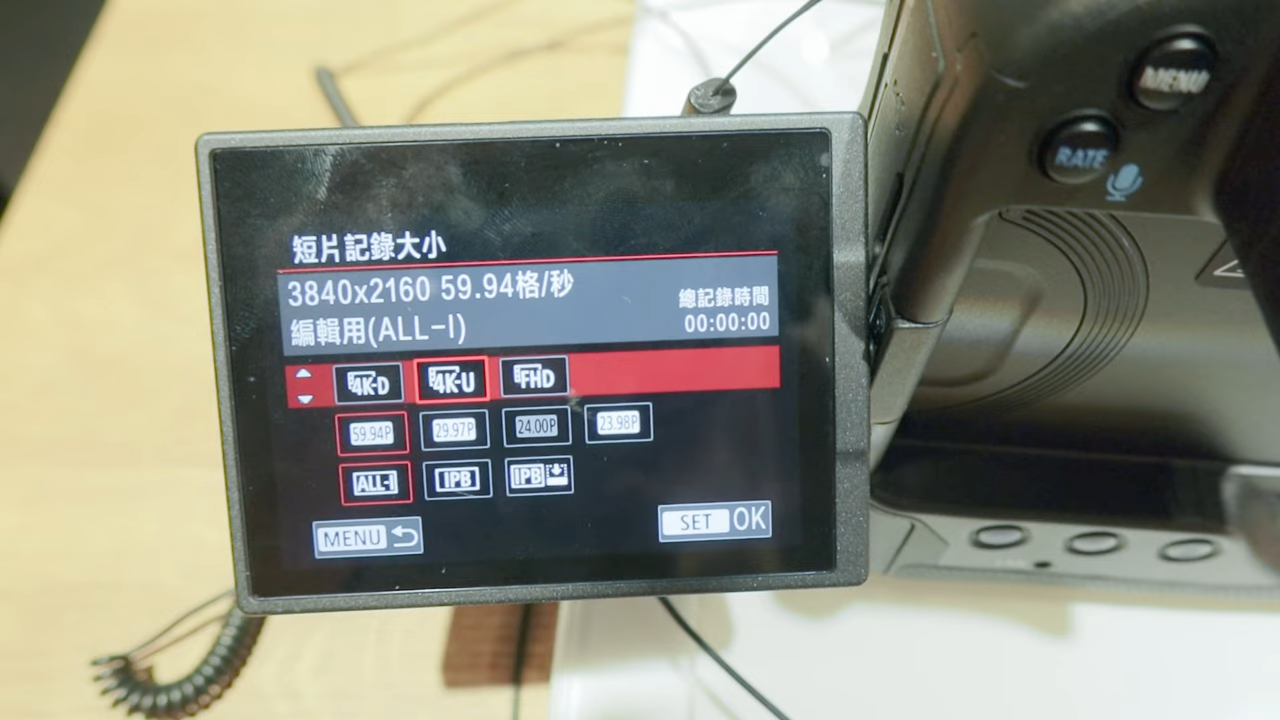 MENU
RATE
短片記錄大小
3840x2160 59.94格/秒
總記錄時間
編輯用(ALL-I)
00:00:00
4K-D 4K-U FHD
59.94P 29.97P 24.00P 23.98P
ALL-I IPB IPB
MENU SET OK